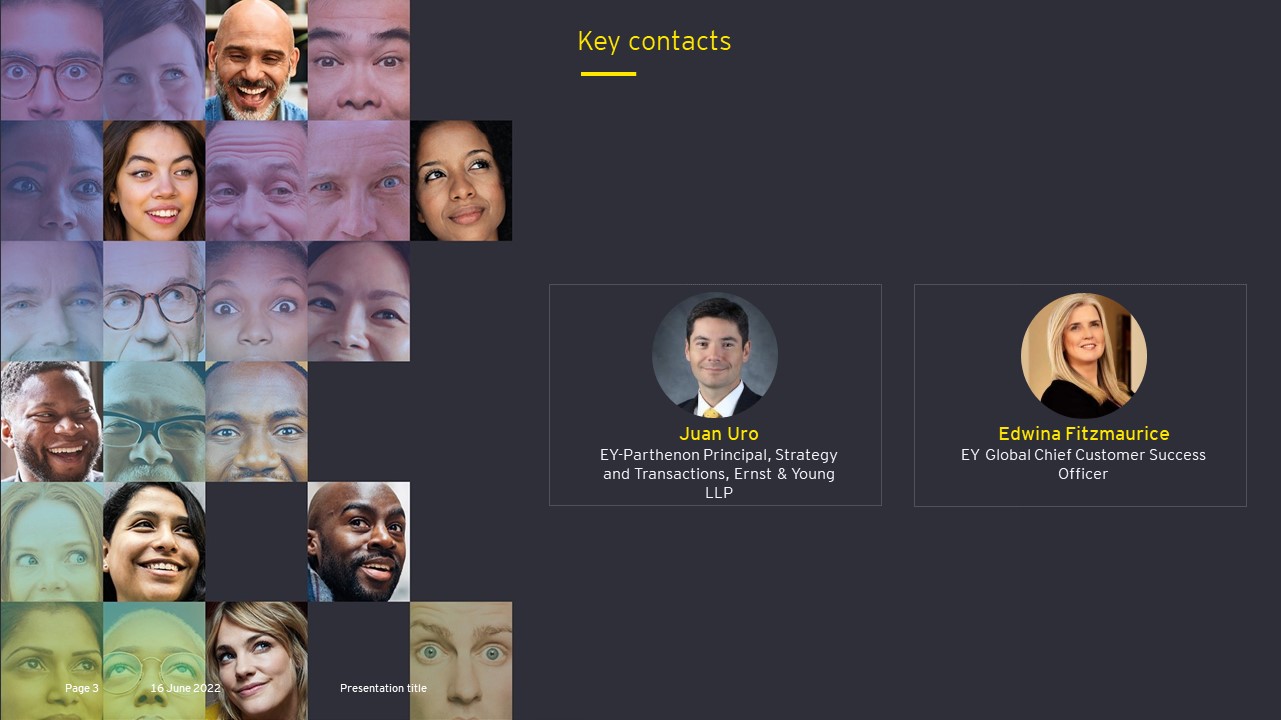 Key contacts
Juan Uro
EY-Parthenon Principal, Strategy
and Transactions, Ernst & Young
LLP
Edwina Fitzmaurice
EY Global Chief Customer Success
Officer
Page 3
16 June 2022
Presentation title